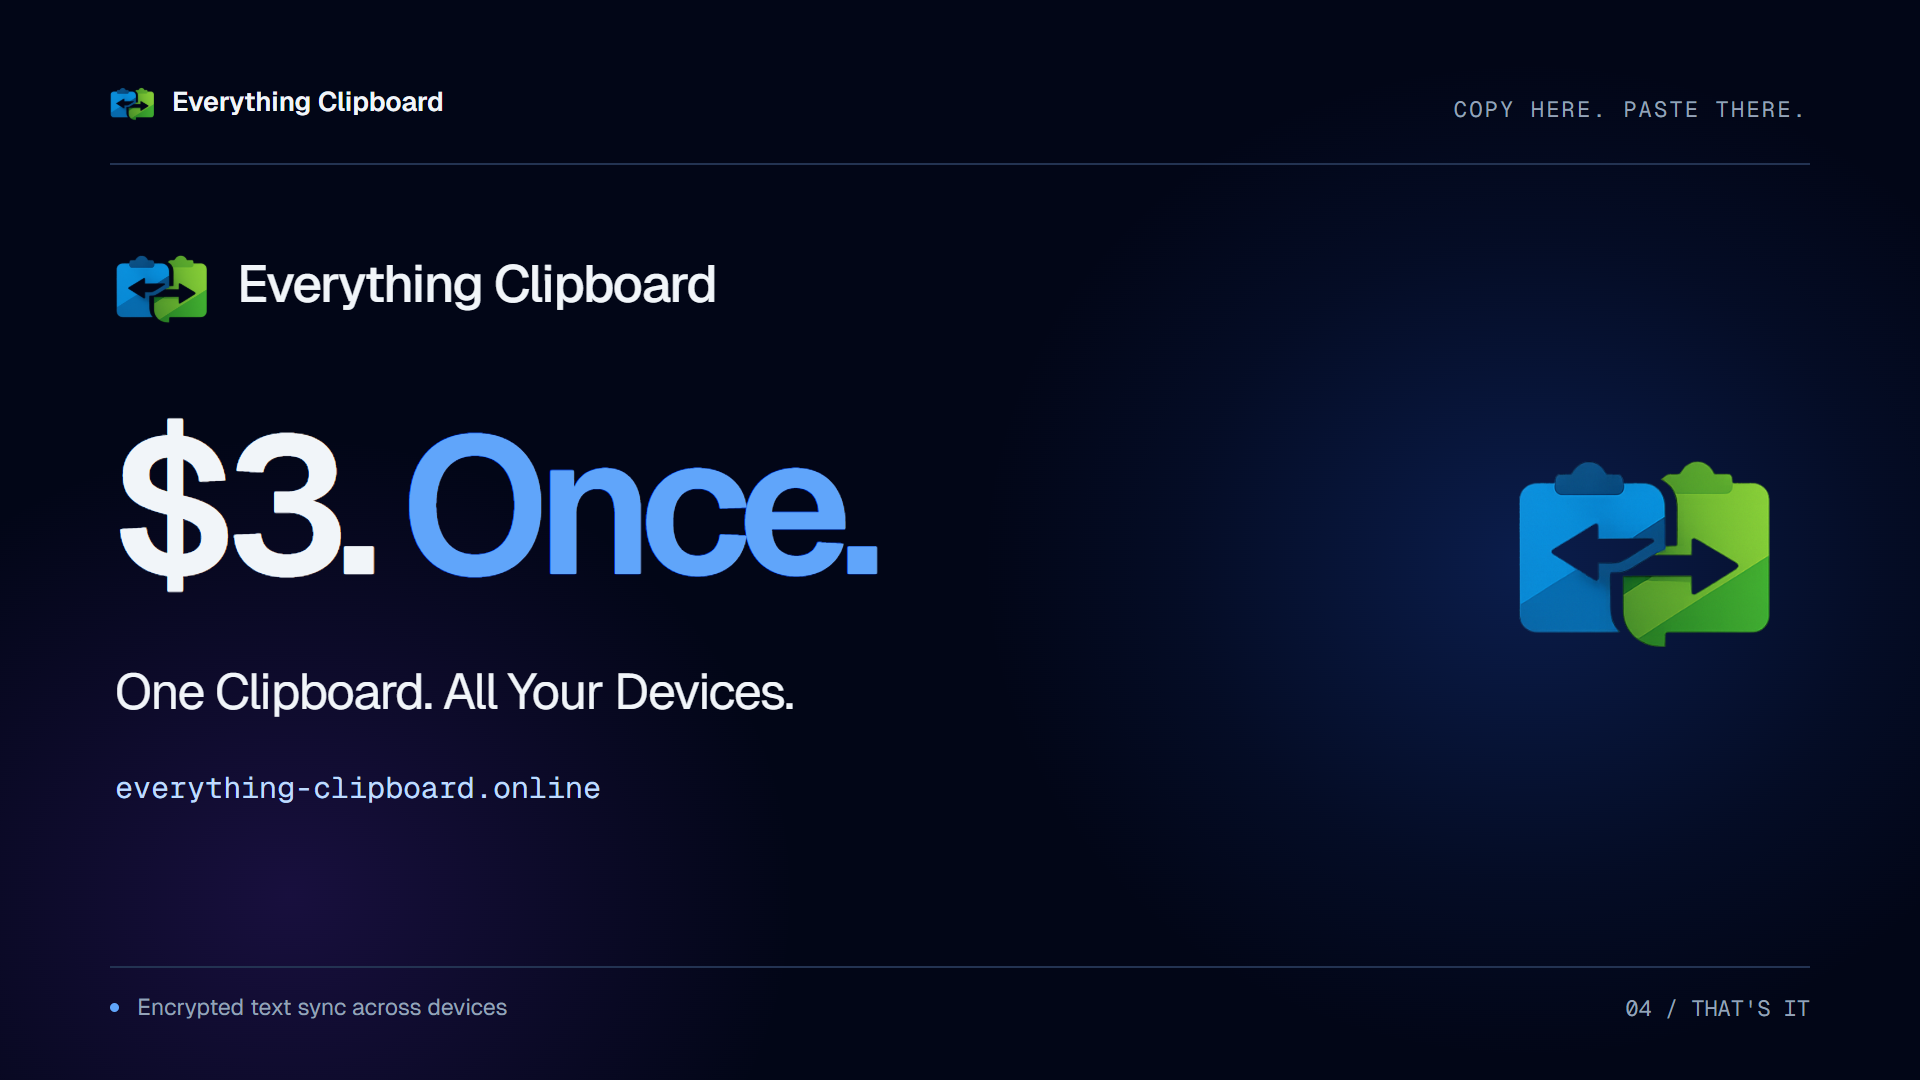 Everything Clipboard
COPY HERE. PASTE THERE.
Everything Clipboard
$3. Once.
One Clipboard. All Your Devices.
everything-clipboard.online
Encrypted text sync across devices
04 / THAT'S IT